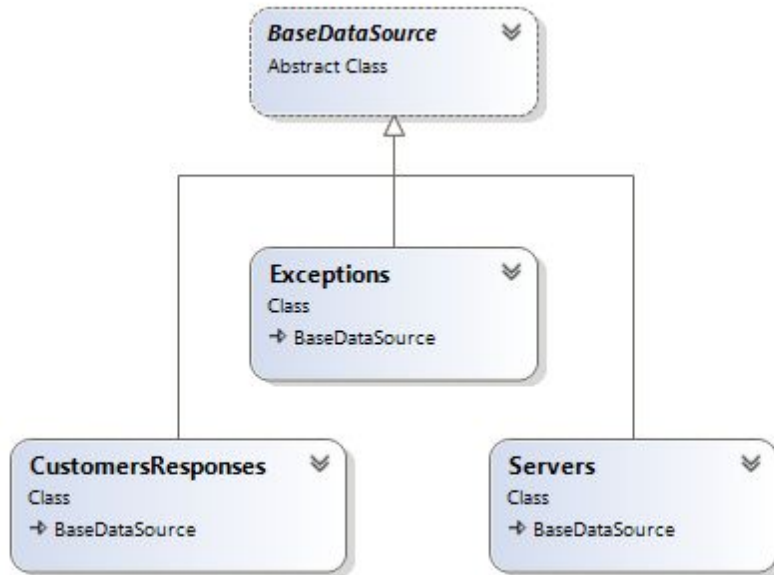 BaseDataSource
Abstract Class
Exceptions
Class
BaseDataSource
CustomersResponses
Class
BaseDataSource
Servers
Class
BaseDataSource